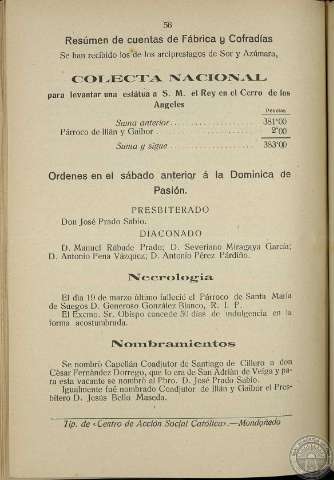 56
Resúmen de cuentas de Fábrica y Cofradías
Se han recibido los de los arciprestagos de Sor y Azúmara,
COLECTA NACIONAL
para levantar una estátua a S. M. el Rey en el Cerro de los
Angeles
Pesetas
Suma anterior........................ 381'00
Párroco de Illán y Gaibor........................ 2'00
Suma y sigue........................ 383'00
Ordenes en el sábado anterior á la Dominica de
Pasión.
PRESBITERADO
Don José Prado Sabio.
DIACONADO
D. Manuel Rábade Prado; D. Severiano Miragaya García;
D. Antonio Pena Vázquez; D. Antonio Pérez Pardiño.
Necrología
El día 19 de marzo último falleció el Párroco de Santa María
de Suegos D. Generoso González Blanco, R. I. P.
El Excmo. Sr. Obispo concede 50 días de indulgencia en la
forma acostumbrada.
Nombramientos
Se nombró Capellán Coadjutor de Santiago de Cillero a don
César Fernández Dorrego, que lo era de San Adrián de Veiga y pa-
ra esta vacante se nombró al Pbro. D. José Prado Sabio.
Igualmente fué nombrado Coadjutor de Illán y Gaibor el Pres-
bítero D. Jesús Bello Maseda.
Tip. de «Centro de Acción Social Católica».—Mondoñedo